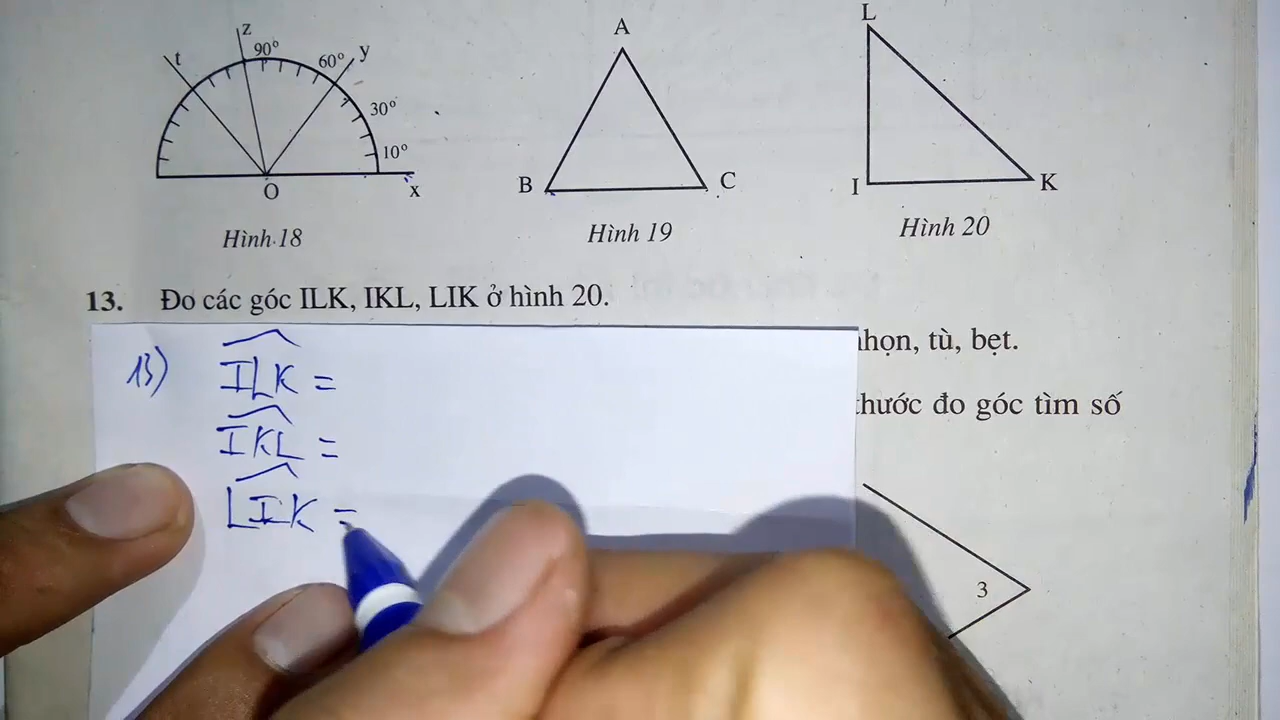 t
z
90°
60°
y
30°
10°
O
x
Hình 18
A
B
C
Hình 19
L
I
K
Hình 20
13. Đo các góc ILK, IKL, LIK ở hình 20.
nhọn, tù, bẹt.
thước đo góc tìm số
3
13) ILK =
IKL =
LIK =